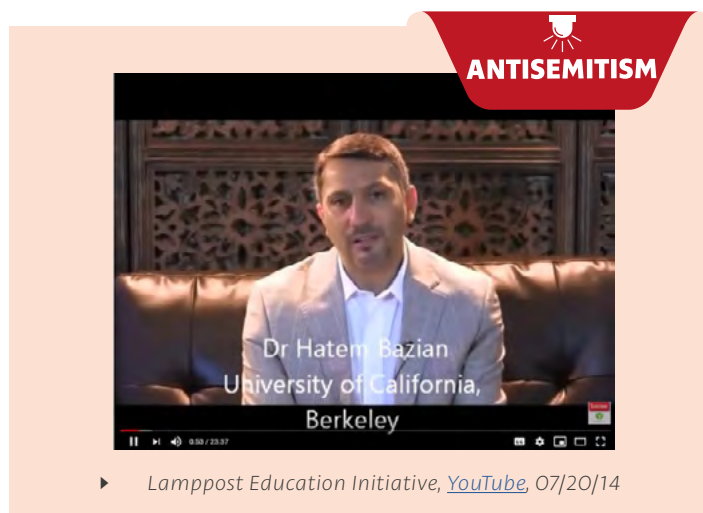 ANTISEMITISM
Dr Hatem Bazian
University of California,
Berkeley
0:53 / 23:37
Lamppost Education Initiative, YouTube, 07/20/14